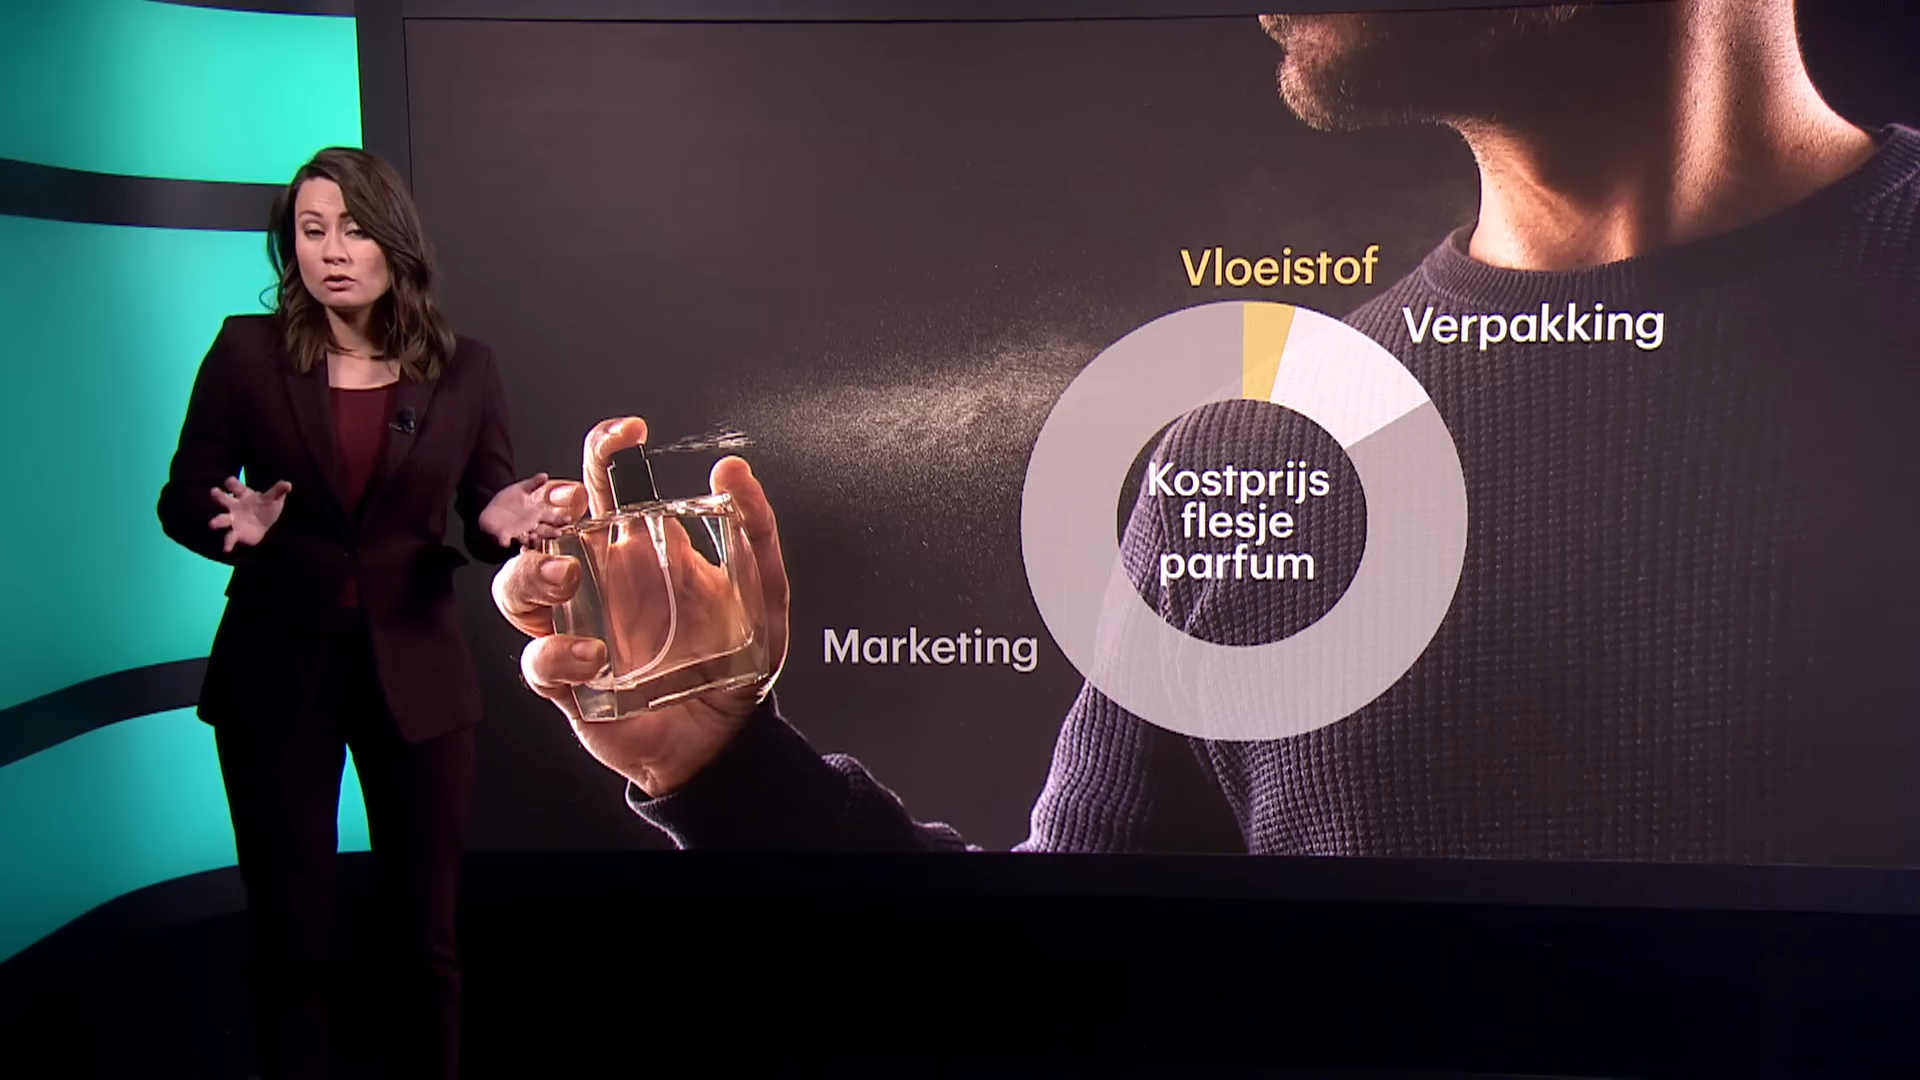 Vloeistof
Verpakking
Kostprijs
flesje
parfum
Marketing